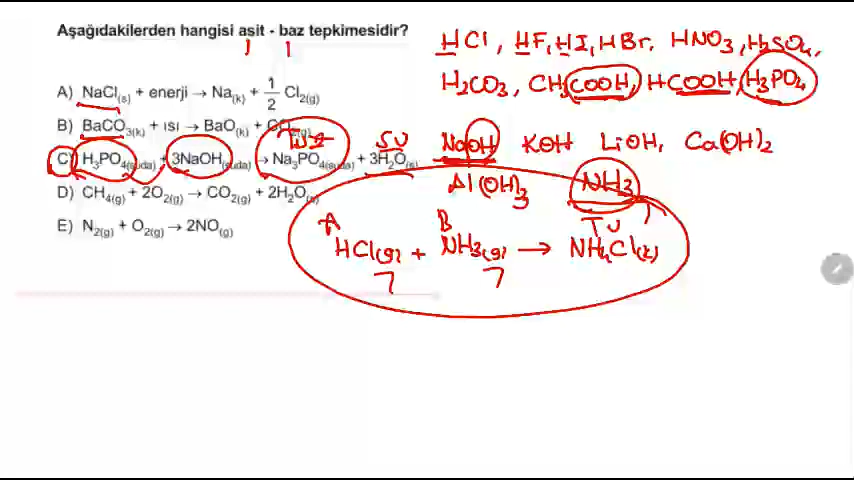 Aşağıdakilerden hangisi asit - baz tepkimesidir?
A) NaCl(s) + enerji → Na(k) + 1/2 Cl2(g)
B) BaCO3(k) + ısı → BaO(k) + CO2(g)
C) H3PO4(suda) + 3NaOH(suda) → Na3PO4(suda) + 3H2O(s)
D) CH4(g) + 2O2(g) → CO2(g) + 2H2O(s)
E) N2(g) + O2(g) → 2NO(g)
HCl, HF, HI, HBr, HNO3, H2SO4,
H2CO3, CH3COOH, HCOOH, H3PO4
TUZ SU NaOH KOH LiOH, Ca(OH)2
Al(OH)3 NH3
A B TU
HCl(g) + NH3(g) → NH4Cl(k)